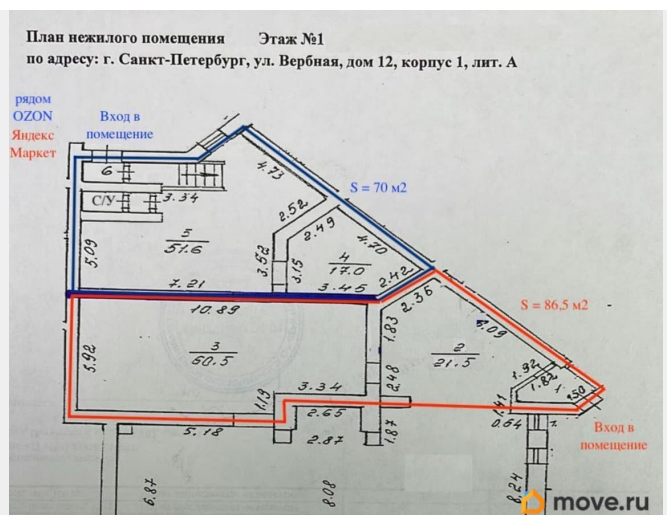 План нежилого помещения Этаж №1
по адресу: г. Санкт-Петербург, ул. Вербная, дом 12, корпус 1, лит. А
рядом
OZON
Яндекс
Маркет
Вход в
помещение
6
С/У
3.34
4.73
S = 70 м2
2.52
2.49
5
51.6
5.09
3.52
3.15
4
17.0
4.70
7.21
3.45
2.42
10.89
2.36
S = 86,5 м2
1.83
5.92
3
60.5
2
21.5
1.92
1.82
1
1.50
3.34
2.48
1.19
2.65
1.41
0.64
5.18
2.87
1.87
Вход в
помещение
6.87
8.08
8.24
move.ru